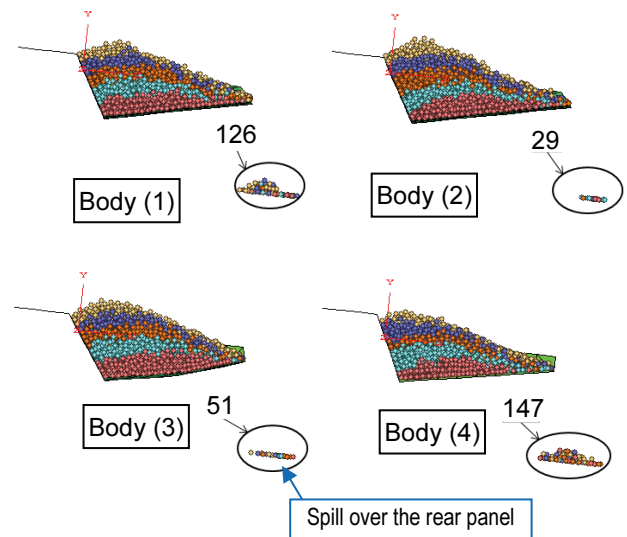 Y
Y
126
29
Body (1)
Body (2)
Y
Y
51
147
Body (3)
Body (4)
Spill over the rear panel